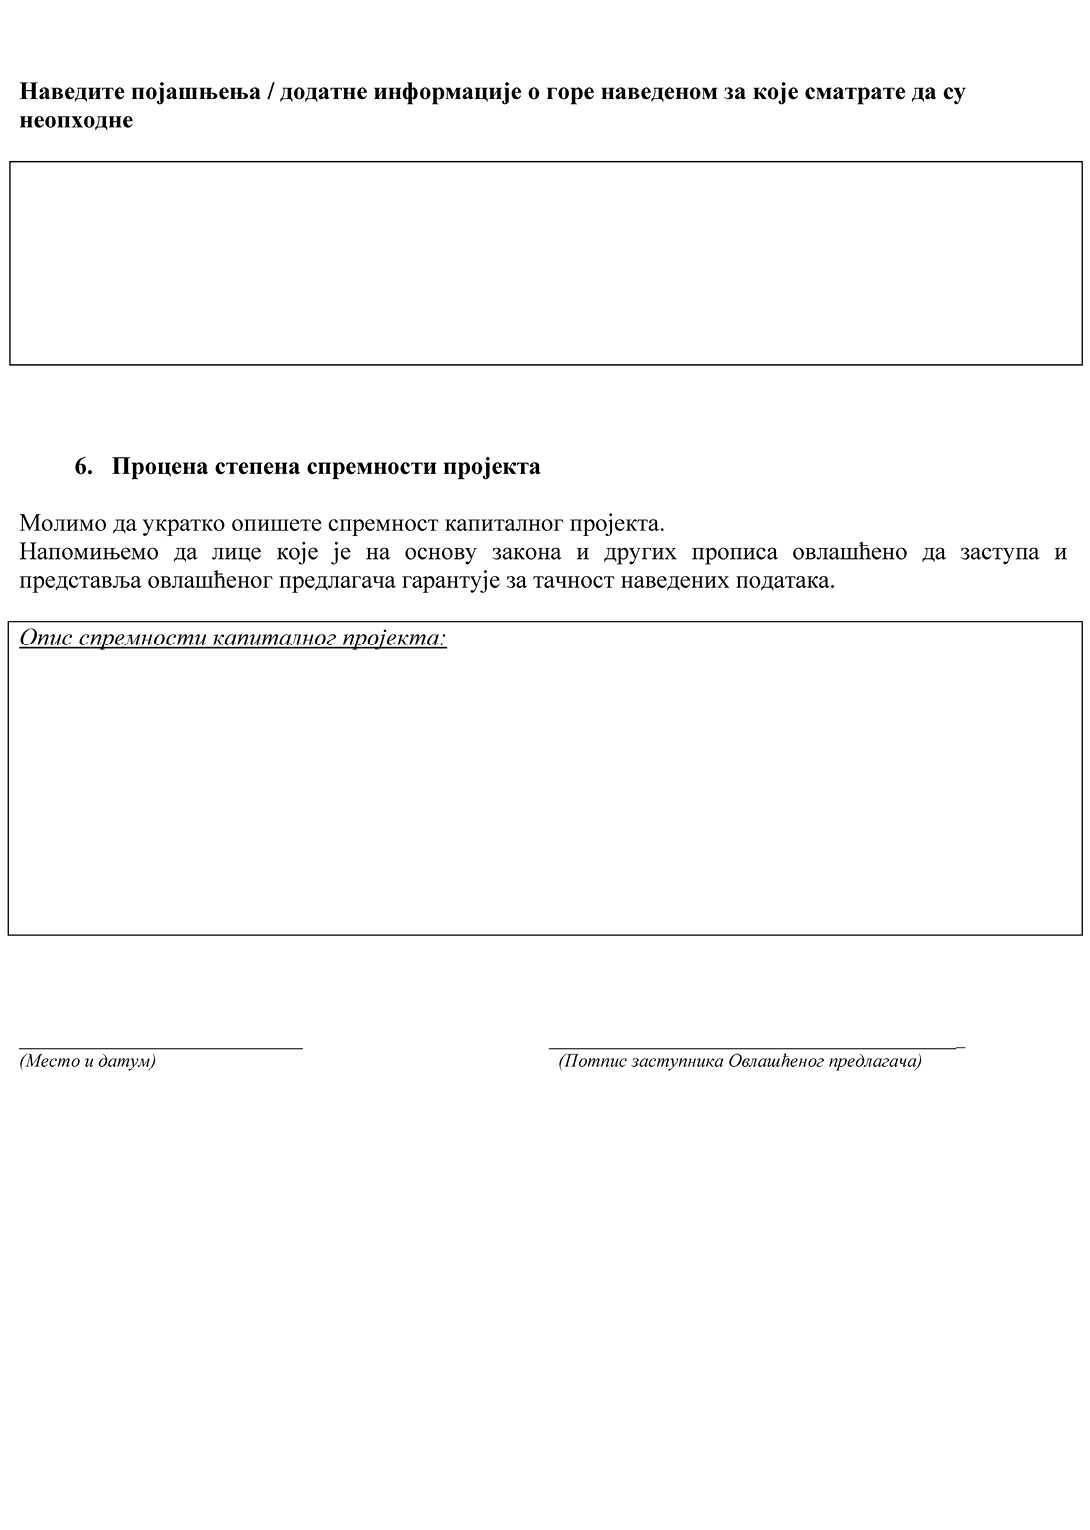 Наведите појашњења / додатне информације о горе наведеном за које сматрате да су
неопходне
6. Процена степена спремности пројекта
Молимо да укратко опишете спремност капиталног пројекта.
Напомињемо да лице које је на основу закона и других прописа овлашћено да заступа и
представља овлашћеног предлагача гарантује за тачност наведених података.
Опис спремности капиталног пројекта:
(Место и датум) (Потпис заступника Овлашћеног предлагача)